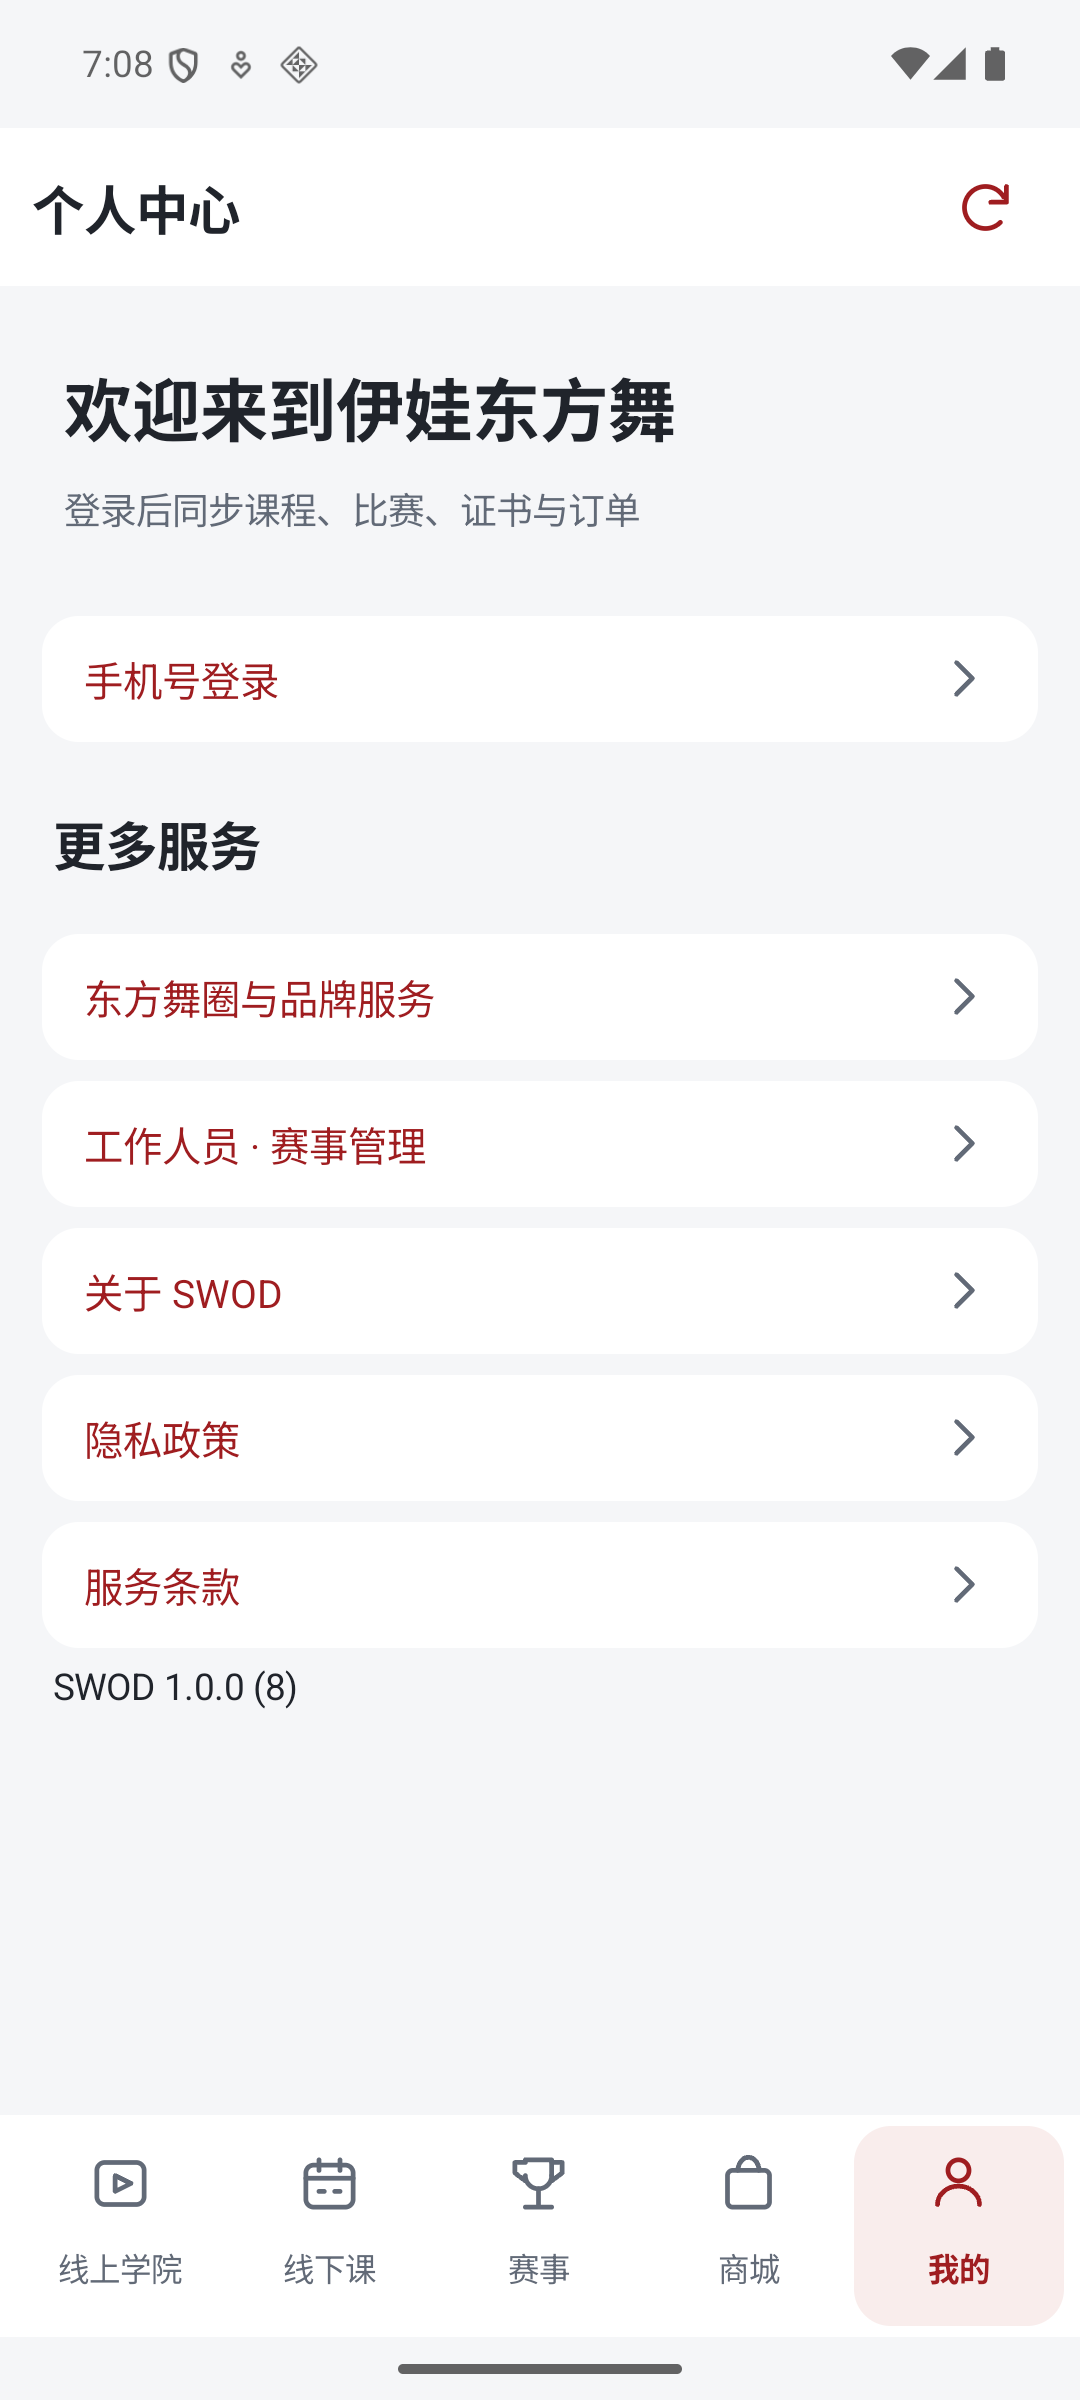 7:08
个人中心
欢迎来到伊娃东方舞
登录后同步课程、比赛、证书与订单
手机号登录
更多服务
东方舞圈与品牌服务
工作人员 · 赛事管理
关于 SWOD
隐私政策
服务条款
SWOD 1.0.0 (8)
线上学院
线下课
赛事
商城
我的